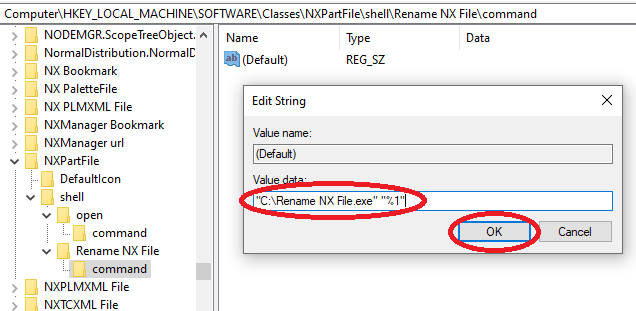 Computer\HKEY_LOCAL_MACHINE\SOFTWARE\Classes\NXPartFile\shell\Rename NX File\command
NODEMGR.ScopeTreeObject.
NormalDistribution.NormalD
NX Bookmark
NX PaletteFile
NX PLMXML File
NXManager Bookmark
NXManager url
NXPartFile
DefaultIcon
shell
open
command
Rename NX File
command
NXPLMXML File
NXTCXML File
Name Type Data
ab (Default) REG_SZ
Edit String
Value name:
(Default)
Value data:
"C:\Rename NX File.exe" "%1"
OK Cancel